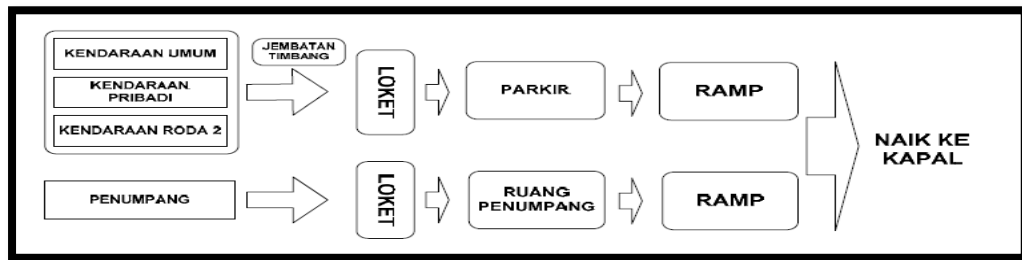 KENDARAAN UMUM
KENDARAAN
PRIBADI
KENDARAAN RODA 2
JEMBATAN
TIMBANG
LOKET
PARKIR
RAMP
NAIK KE
KAPAL
PENUMPANG
LOKET
RUANG
PENUMPANG
RAMP